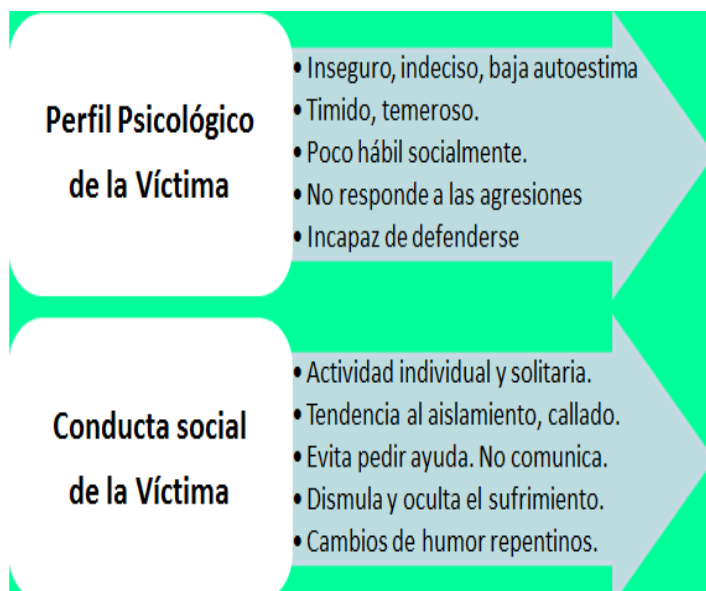 Perfil Psicológico
de la Víctima
• Inseguro, indeciso, baja autoestima
• Timido, temeroso.
• Poco hábil socialmente.
• No responde a las agresiones
• Incapaz de defenderse
Conducta social
de la Víctima
• Actividad individual y solitaria.
• Tendencia al aislamiento, callado.
• Evita pedir ayuda. No comunica.
• Dismula y oculta el sufrimiento.
• Cambios de humor repentinos.